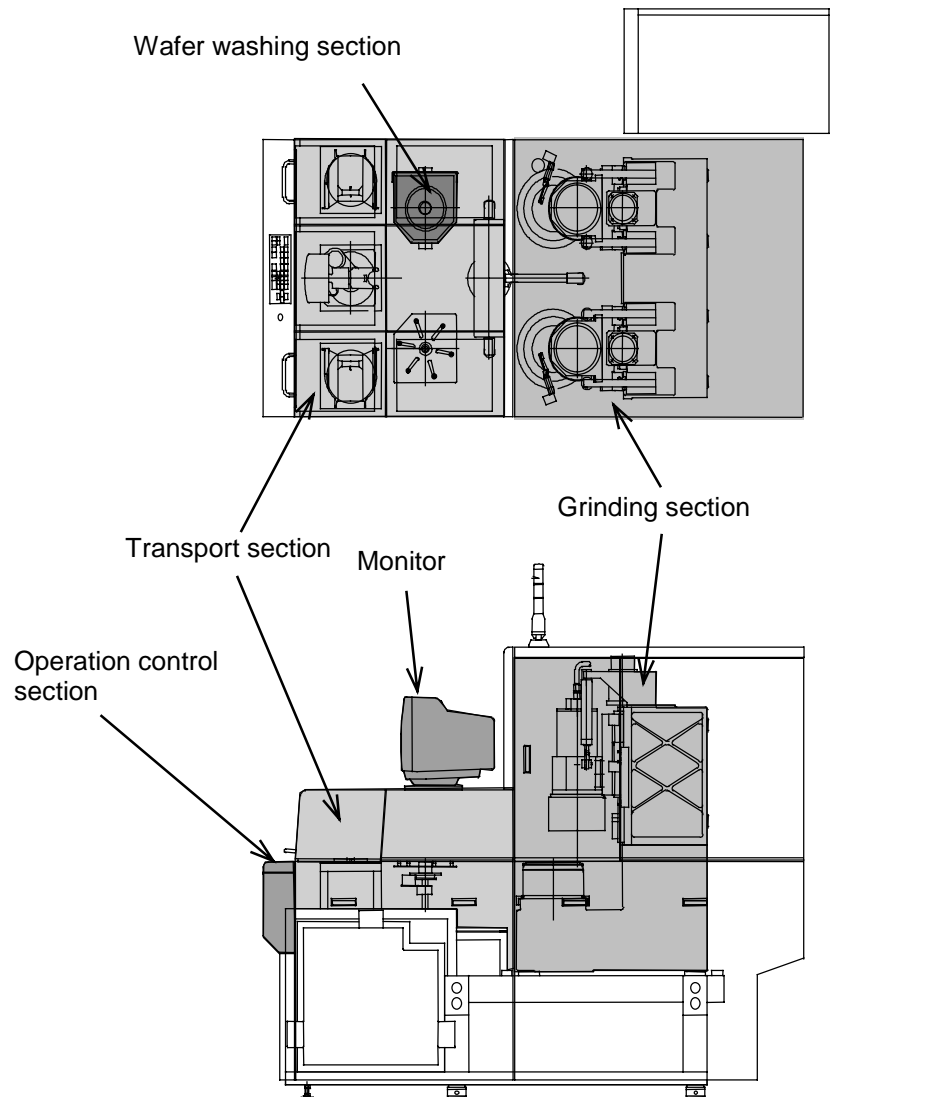 Wafer washing section
Grinding section
Transport section
Monitor
Operation control
section